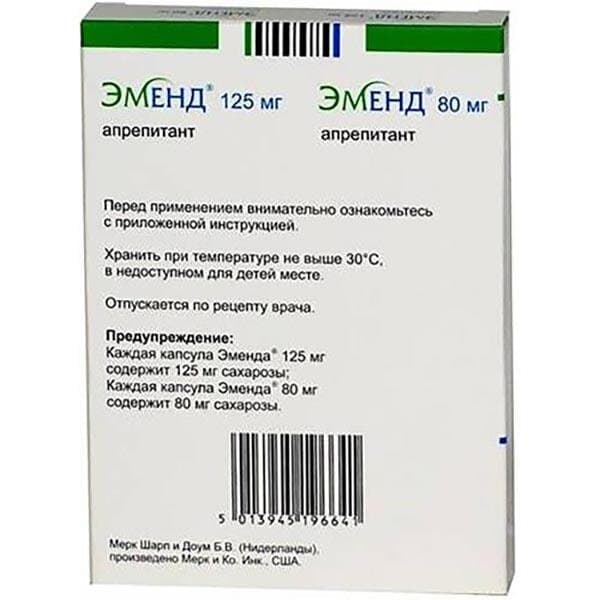 ЭМЕНД® 125 мг
апрепитант
ЭМЕНД® 80 мг
апрепитант
Перед применением внимательно ознакомьтесь
с приложенной инструкцией.
Хранить при температуре не выше 30°С,
в недоступном для детей месте.
Отпускается по рецепту врача.
Предупреждение:
Каждая капсула Эменда® 125 мг
содержит 125 мг сахарозы;
Каждая капсула Эменда® 80 мг
содержит 80 мг сахарозы.
5 013945 196641
Мерк Шарп и Доум Б.В. (Нидерланды),
произведено Мерк и Ко. Инк., США.